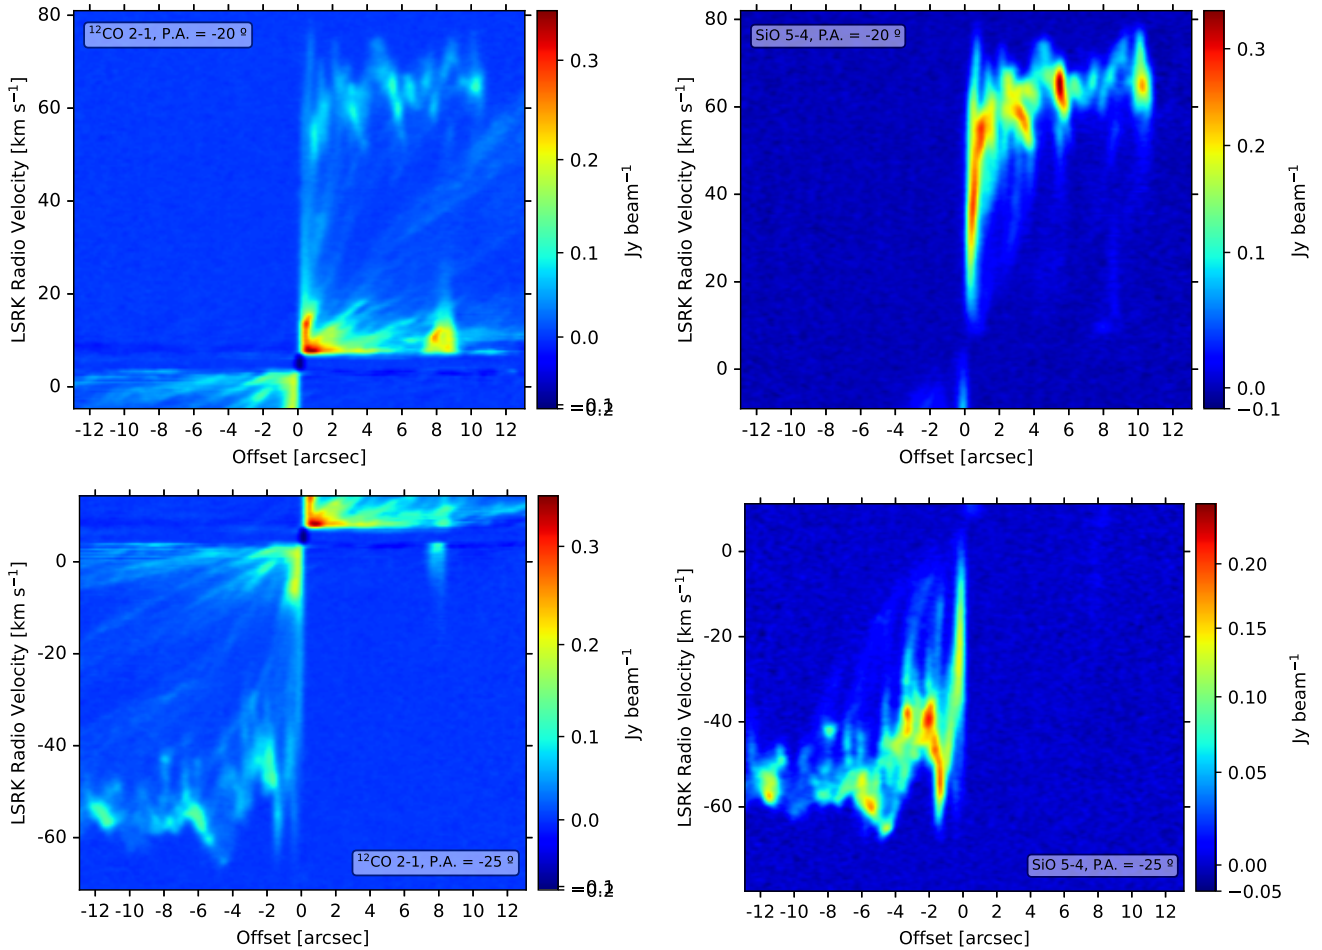 80
60
40
20
0
LSRK Radio Velocity [km s⁻¹]
¹²CO 2-1, P.A. = -20 º
-12 -10 -8 -6 -4 -2 0 2 4 6 8 10 12
Offset [arcsec]
0.3
0.2
0.1
0.0
−0.1
−0.2
Jy beam⁻¹
80
60
40
20
0
LSRK Radio Velocity [km s⁻¹]
SiO 5-4, P.A. = -20 º
-12 -10 -8 -6 -4 -2 0 2 4 6 8 10 12
Offset [arcsec]
0.3
0.2
0.1
0.0
−0.1
Jy beam⁻¹
0
-20
-40
-60
LSRK Radio Velocity [km s⁻¹]
¹²CO 2-1, P.A. = -25 º
-12 -10 -8 -6 -4 -2 0 2 4 6 8 10 12
Offset [arcsec]
0.3
0.2
0.1
0.0
−0.1
−0.2
Jy beam⁻¹
0
-20
-40
-60
LSRK Radio Velocity [km s⁻¹]
SiO 5-4, P.A. = -25 º
-12 -10 -8 -6 -4 -2 0 2 4 6 8 10 12
Offset [arcsec]
0.20
0.15
0.10
0.05
0.00
−0.05
Jy beam⁻¹